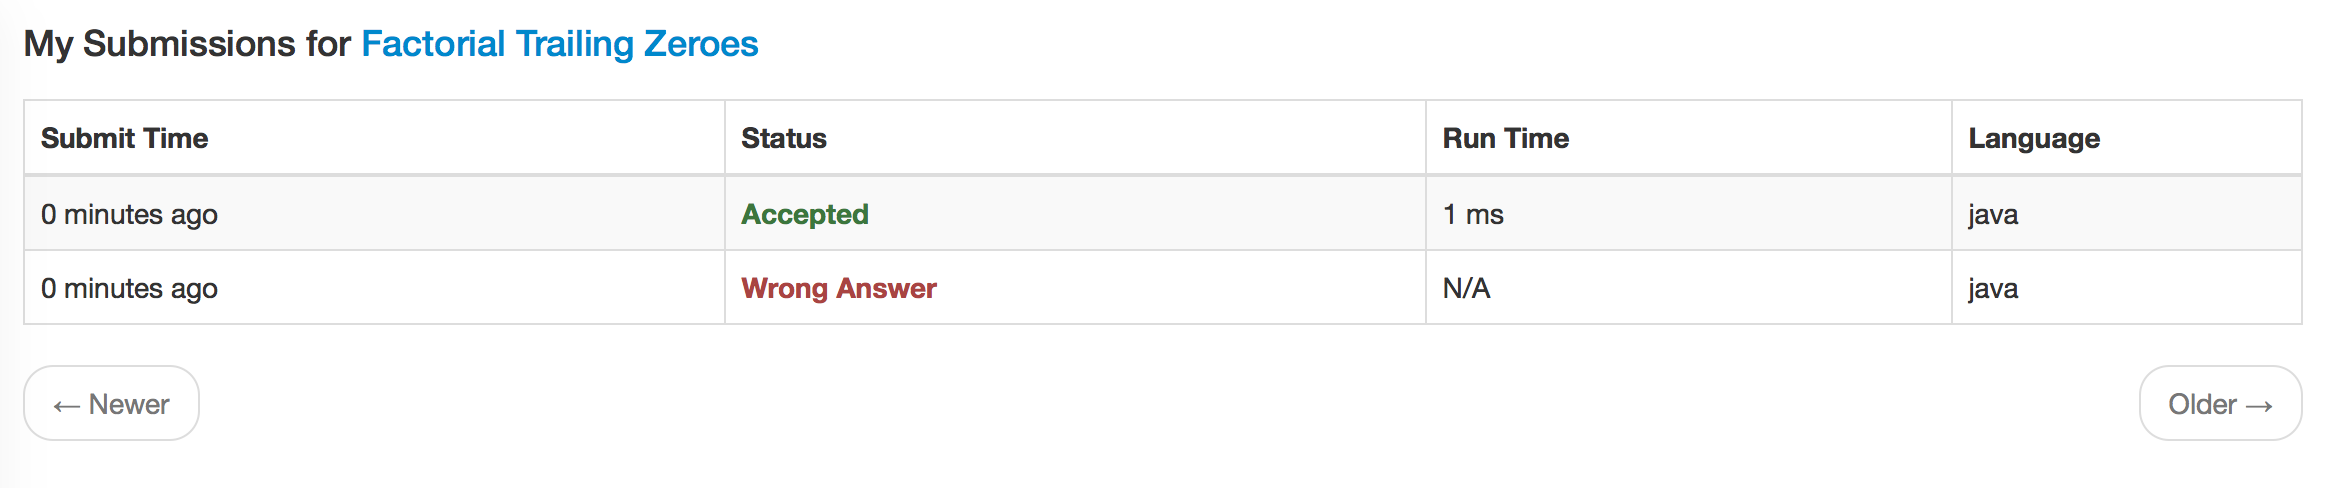 My Submissions for Factorial Trailing Zeroes
Submit Time Status Run Time Language
0 minutes ago Accepted 1 ms java
0 minutes ago Wrong Answer N/A java
← Newer Older →